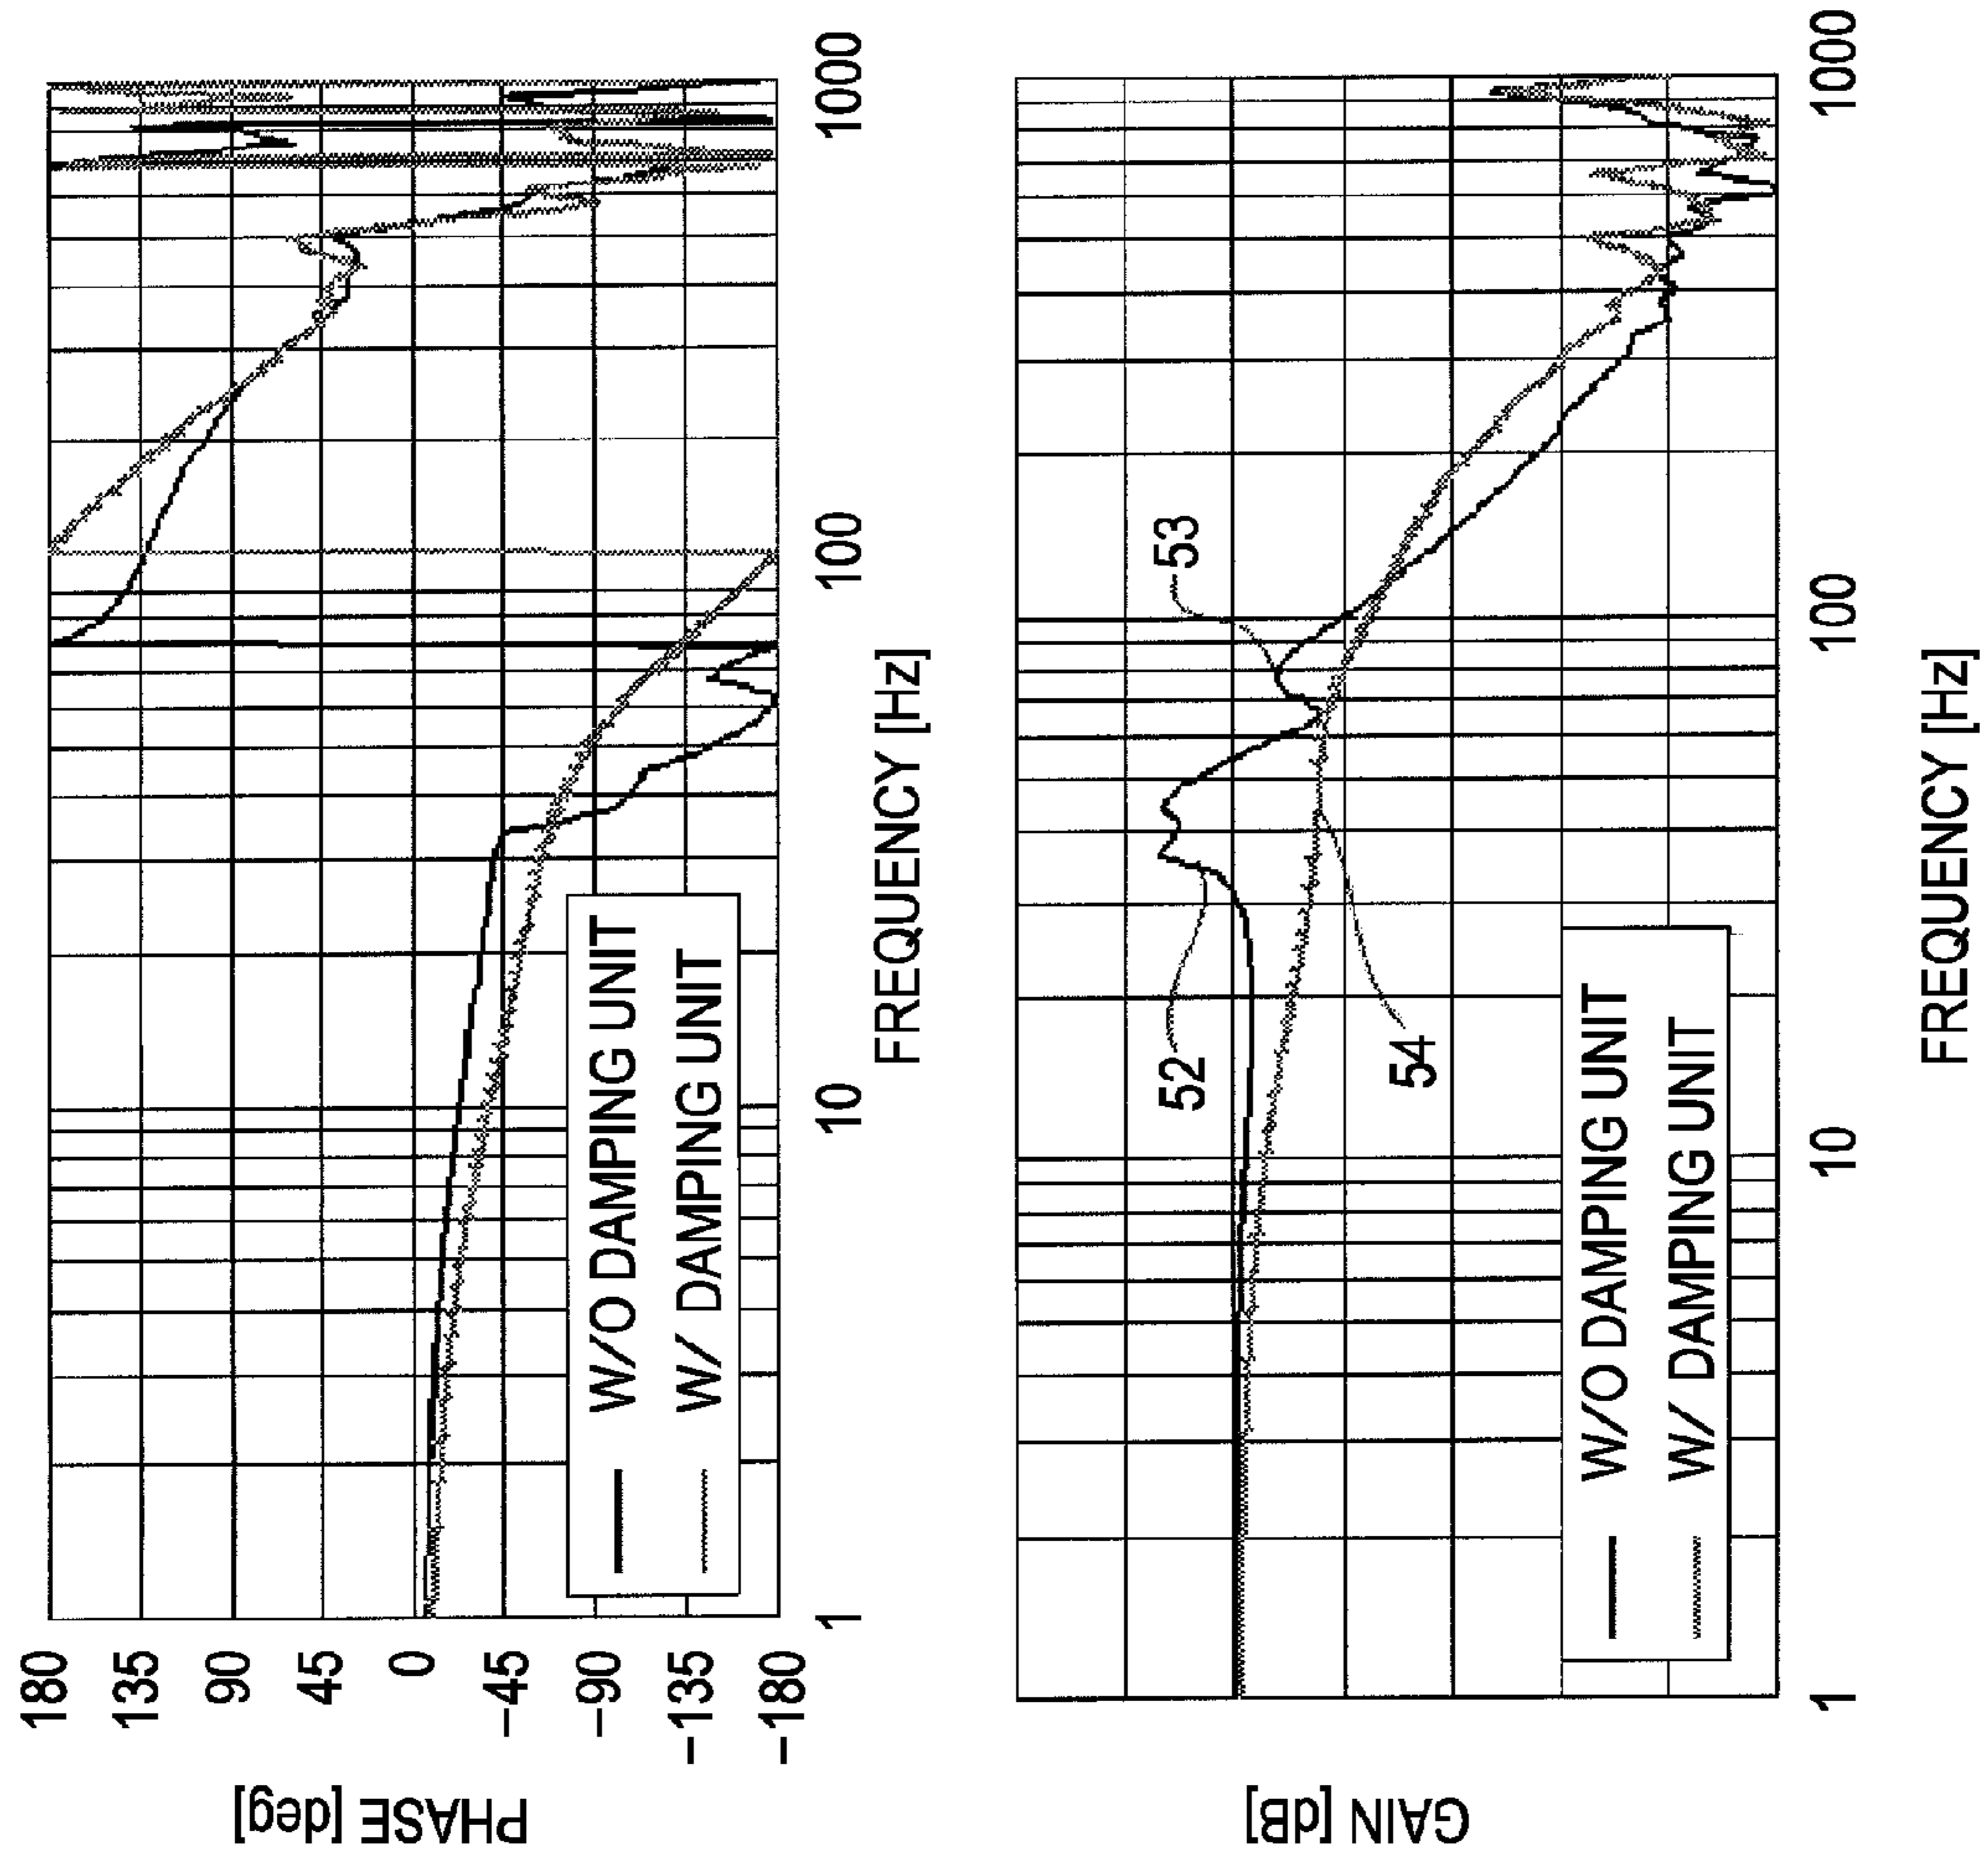 PHASE [deg]
180
135
90
45
0
-45
-90
-135
-180
W/O DAMPING UNIT
W/ DAMPING UNIT
1
10
100
1000
FREQUENCY [Hz]
GAIN [dB]
52
53
54
W/O DAMPING UNIT
W/ DAMPING UNIT
1
10
100
1000
FREQUENCY [Hz]